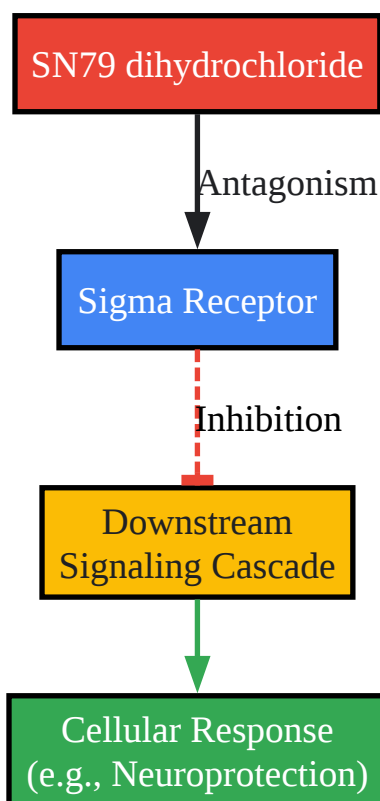 SN79 dihydrochloride
Antagonism
Sigma Receptor
Inhibition
Downstream
Signaling Cascade
Cellular Response
(e.g., Neuroprotection)